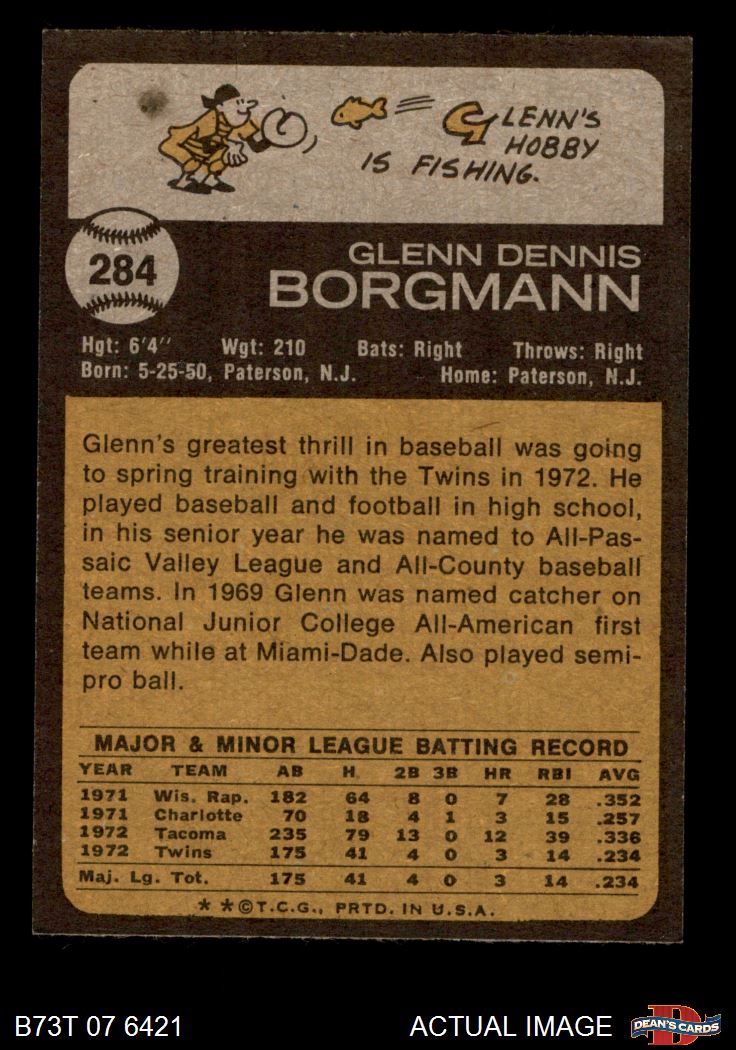 GLENN'S
HOBBY
IS FISHING.
284
GLENN DENNIS
BORGMANN
Hgt: 6'4" Wgt: 210 Bats: Right Throws: Right
Born: 5-25-50, Paterson, N.J. Home: Paterson, N.J.
Glenn's greatest thrill in baseball was going
to spring training with the Twins in 1972. He
played baseball and football in high school,
in his senior year he was named to All-Pas-
saic Valley League and All-County baseball
teams. In 1969 Glenn was named catcher on
National Junior College All-American first
team while at Miami-Dade. Also played semi-
pro ball.
MAJOR & MINOR LEAGUE BATTING RECORD
YEAR TEAM AB H. 2B 3B HR RBI AVG
1971 Wis. Rap. 182 64 8 0 7 28 .352
1971 Charlotte 70 18 4 1 3 15 .257
1972 Tacoma 235 79 13 0 12 39 .336
1972 Twins 175 41 4 0 3 14 .234
Maj. Lg. Tot. 175 41 4 0 3 14 .234
* *©T.C.G., PRTD. IN U.S.A.
B73T 07 6421 ACTUAL IMAGE DEAN'S CARDS